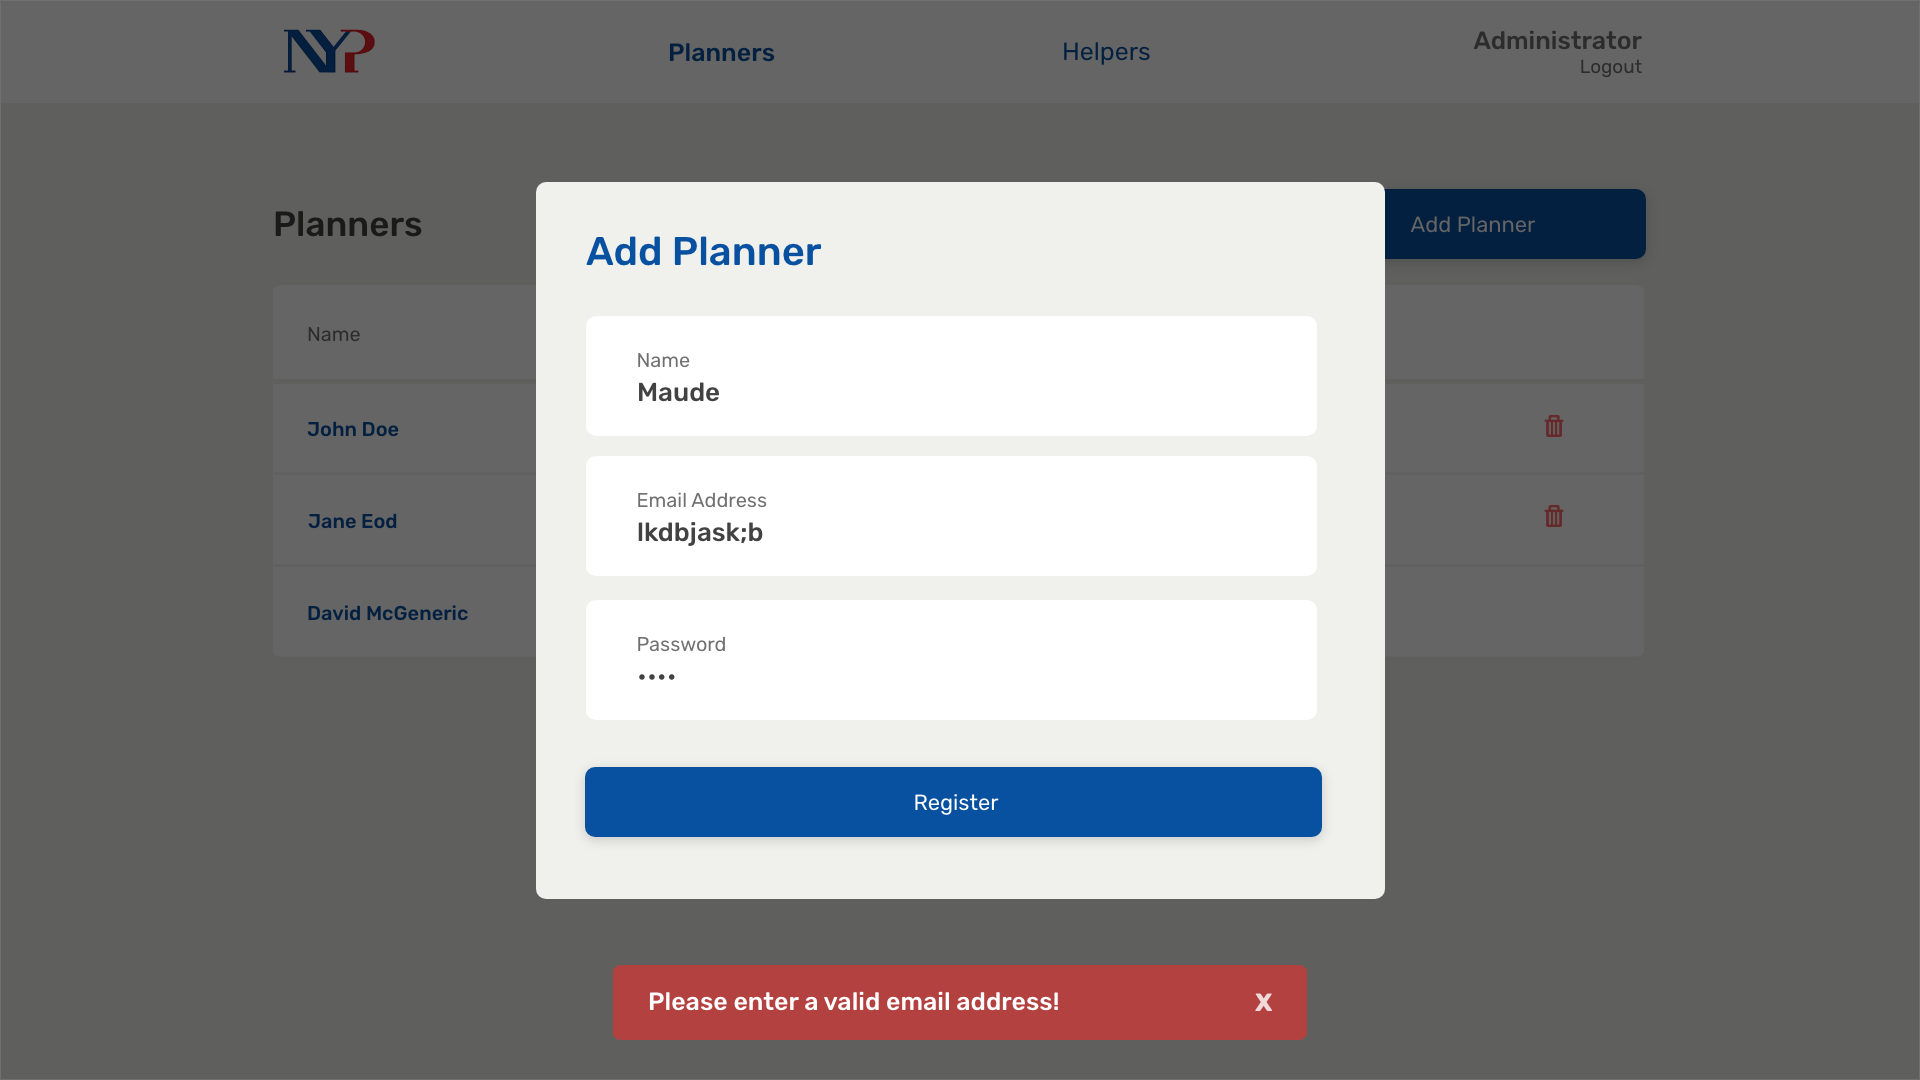 NYP
Planners
Helpers
Administrator
Logout
Planners
Add Planner
Name
John Doe
Jane Eod
David McGeneric
Add Planner
Name
Maude
Email Address
lkdbjask;b
Password
••••
Register
Please enter a valid email address!
X